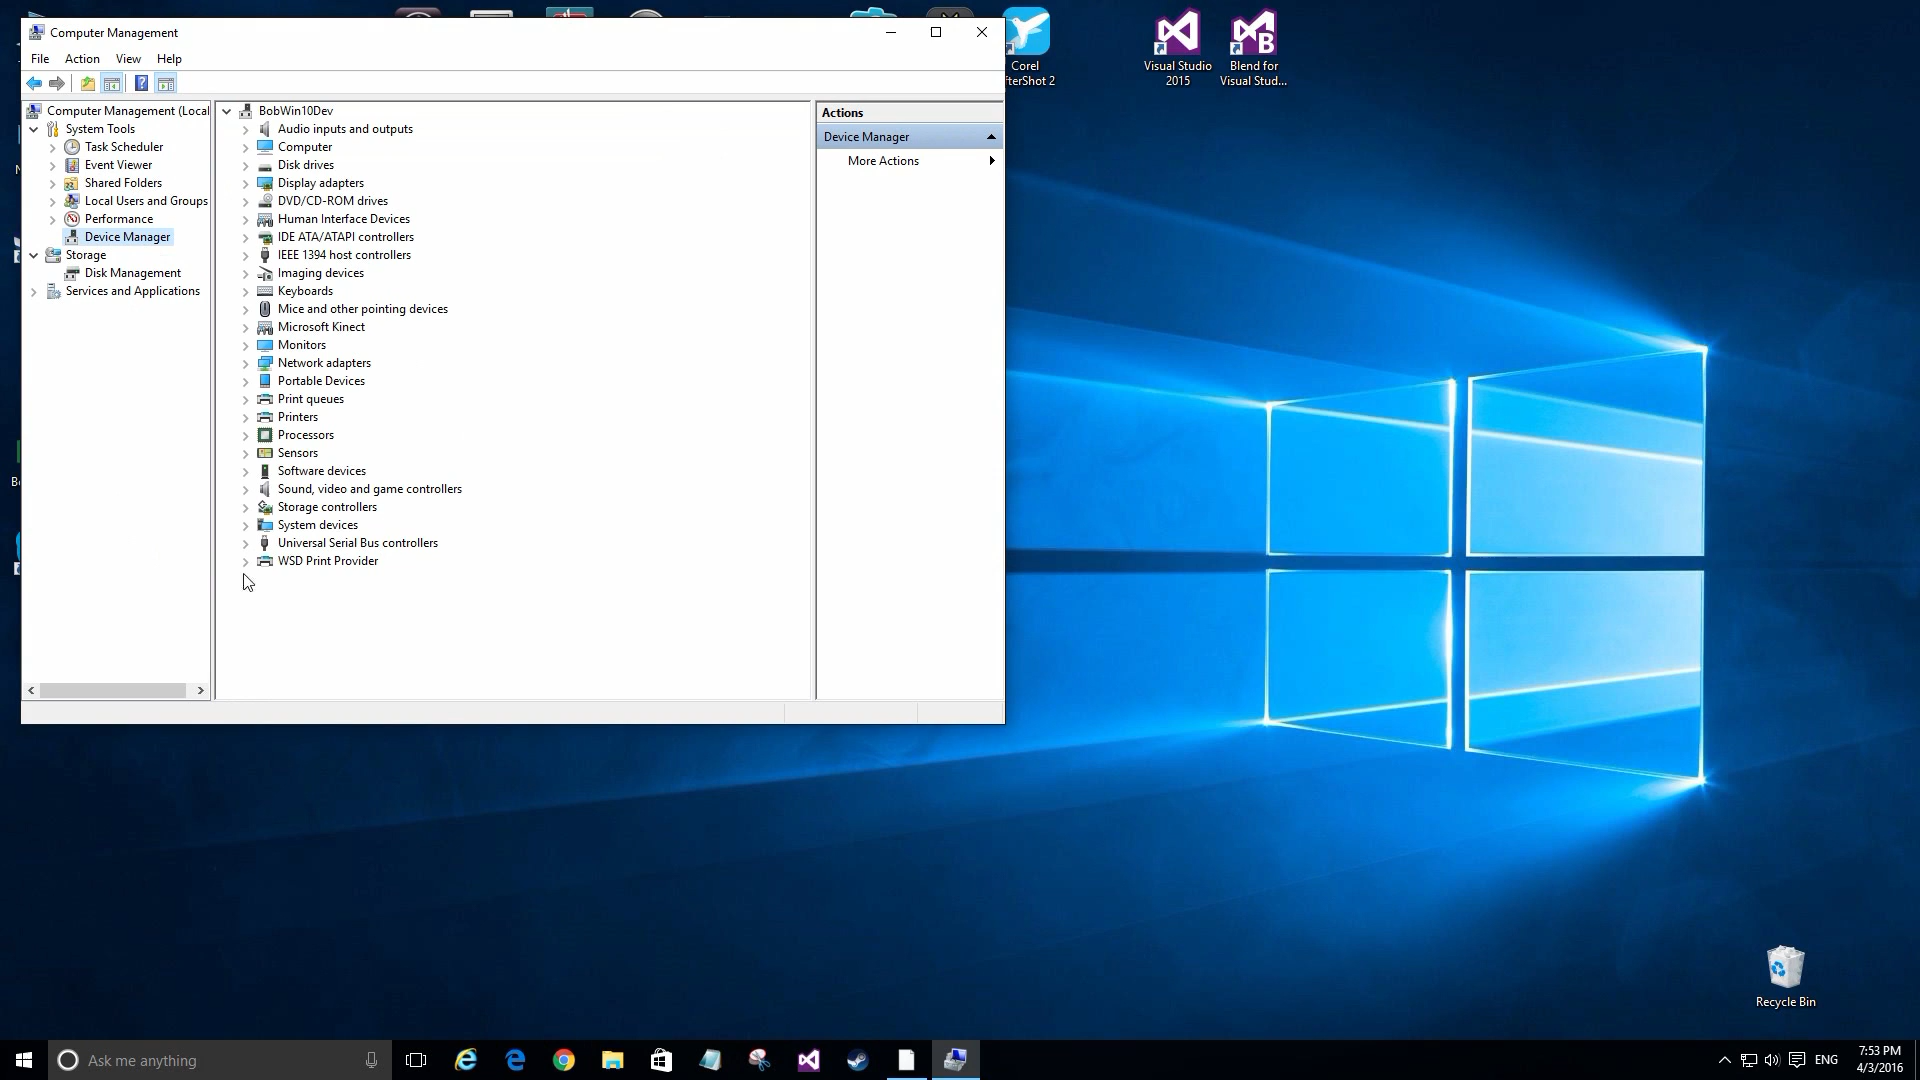 Computer Management
File Action View Help
Computer Management (Local
System Tools
Task Scheduler
Event Viewer
Shared Folders
Local Users and Groups
Performance
Device Manager
Storage
Disk Management
Services and Applications
BobWin10Dev
Audio inputs and outputs
Computer
Disk drives
Display adapters
DVD/CD-ROM drives
Human Interface Devices
IDE ATA/ATAPI controllers
IEEE 1394 host controllers
Imaging devices
Keyboards
Mice and other pointing devices
Microsoft Kinect
Monitors
Network adapters
Portable Devices
Print queues
Printers
Processors
Sensors
Software devices
Sound, video and game controllers
Storage controllers
System devices
Universal Serial Bus controllers
WSD Print Provider
Actions
Device Manager
More Actions
Corel
fterShot 2
Visual Studio
2015
Blend for
Visual Stud...
Recycle Bin
Ask me anything
ENG
7:53 PM
4/3/2016